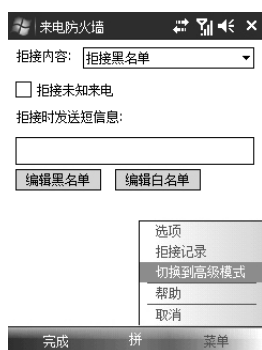 来电防火墙
拒接内容: 拒接黑名单
拒接未知来电
拒接时发送短信息:
编辑黑名单 编辑白名单
选项
拒接记录
切换到高级模式
帮助
取消
完成 拼 菜单